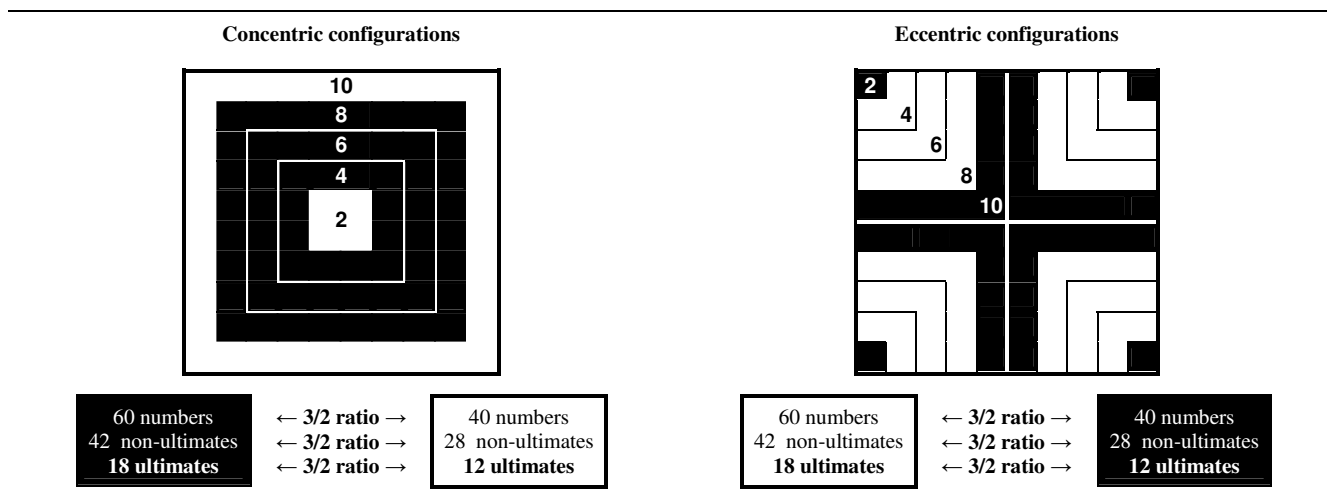 Concentric configurations
Eccentric configurations
10
8
6
4
2
2
4
6
8
10
60 numbers ← 3/2 ratio → 40 numbers
42 non-ultimates ← 3/2 ratio → 28 non-ultimates
18 ultimates ← 3/2 ratio → 12 ultimates
60 numbers ← 3/2 ratio → 40 numbers
42 non-ultimates ← 3/2 ratio → 28 non-ultimates
18 ultimates ← 3/2 ratio → 12 ultimates